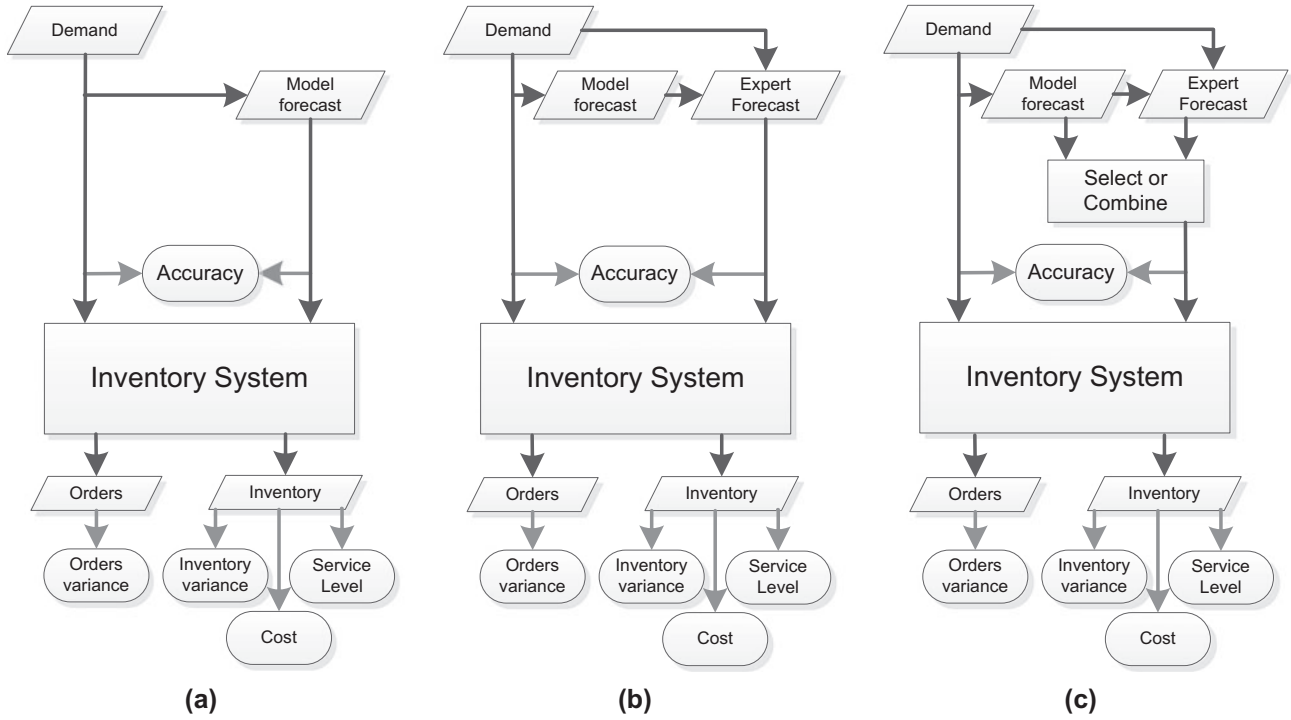 Demand
Model
forecast
Accuracy
Inventory System
Orders
Inventory
Orders
variance
Inventory
variance
Service
Level
Cost
(a)
Demand
Model
forecast
Expert
Forecast
Accuracy
Inventory System
Orders
Inventory
Orders
variance
Inventory
variance
Service
Level
Cost
(b)
Demand
Model
forecast
Expert
Forecast
Select or
Combine
Accuracy
Inventory System
Orders
Inventory
Orders
variance
Inventory
variance
Service
Level
Cost
(c)